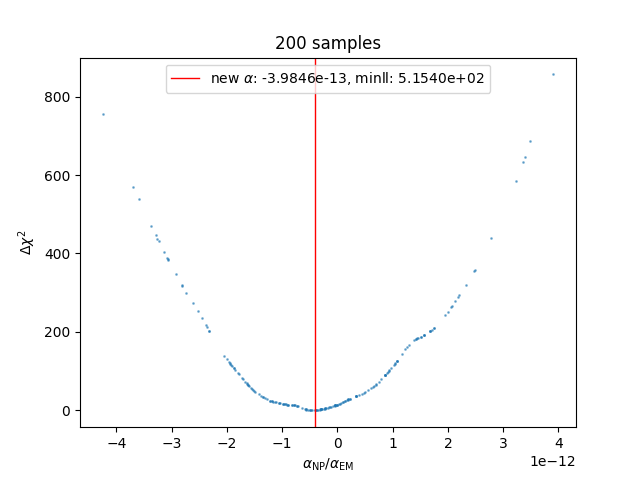 200 samples
new α: -3.9846e-13, minll: 5.1540e+02
Δχ²
800
600
400
200
0
−4 −3 −2 −1 0 1 2 3 4
1e−12
α_NP/α_EM